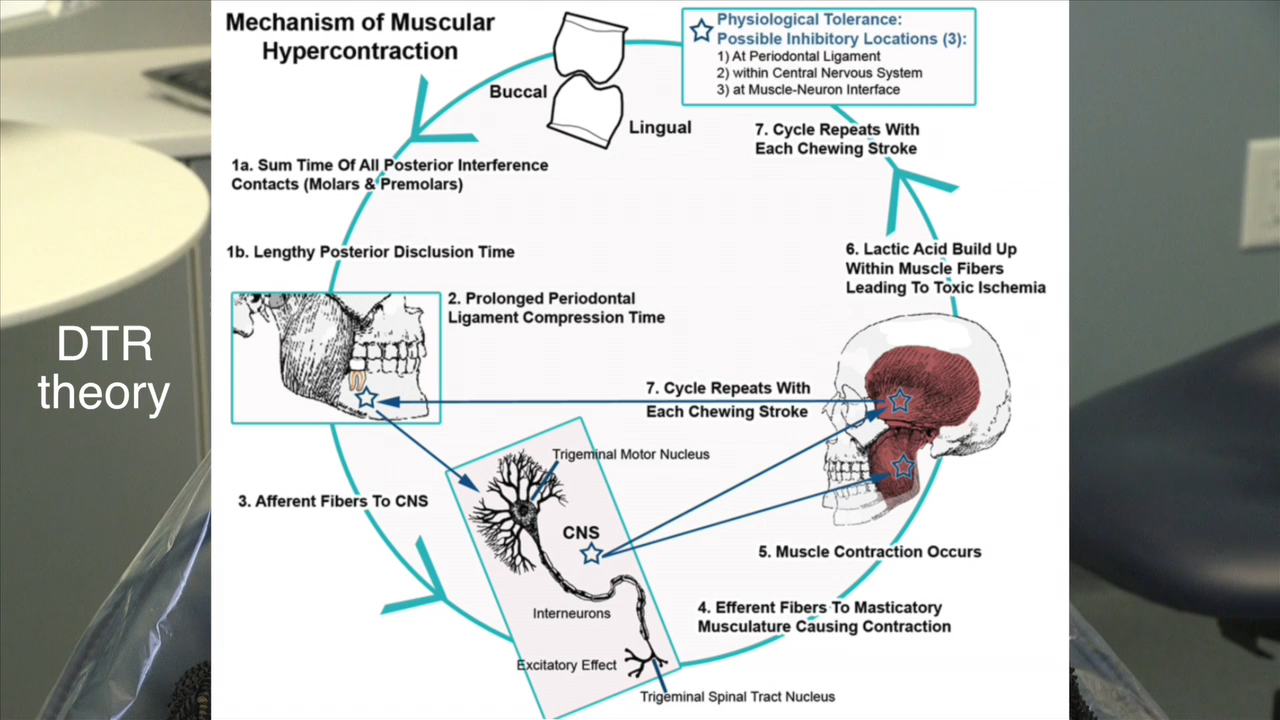 Mechanism of Muscular
Hypercontraction
Physiological Tolerance:
Possible Inhibitory Locations (3):
1) At Periodontal Ligament
2) within Central Nervous System
3) at Muscle-Neuron Interface
Buccal
Lingual
7. Cycle Repeats With
Each Chewing Stroke
1a. Sum Time Of All Posterior Interference
Contacts (Molars & Premolars)
1b. Lengthy Posterior Disclusion Time
6. Lactic Acid Build Up
Within Muscle Fibers
Leading To Toxic Ischemia
2. Prolonged Periodontal
Ligament Compression Time
DTR
theory
7. Cycle Repeats With
Each Chewing Stroke
Trigeminal Motor Nucleus
3. Afferent Fibers To CNS
CNS
5. Muscle Contraction Occurs
Interneurons
4. Efferent Fibers To Masticatory
Musculature Causing Contraction
Excitatory Effect
Trigeminal Spinal Tract Nucleus